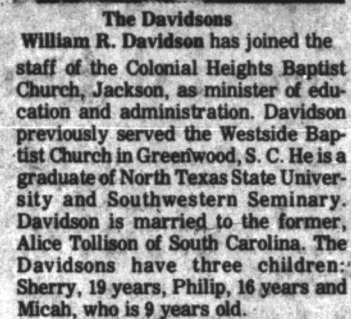 The Davidsons
William R. Davidson has joined the
staff of the Colonial Heights Baptist
Church, Jackson, as minister of edu-
cation and administration. Davidson
previously served the Westside Bap-
tist Church in Greenwood, S. C. He is a
graduate of North Texas State Univer-
sity and Southwestern Seminary.
Davidson is married to the former,
Alice Tollison of South Carolina. The
Davidsons have three children:
Sherry, 19 years, Philip, 16 years and
Micah, who is 9 years old.